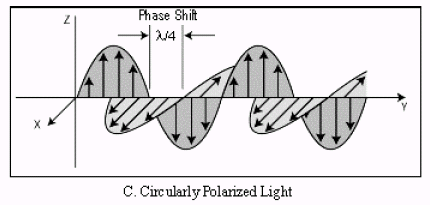 Phase Shift
Z
λ/4
X
Y
C. Circularly Polarized Light